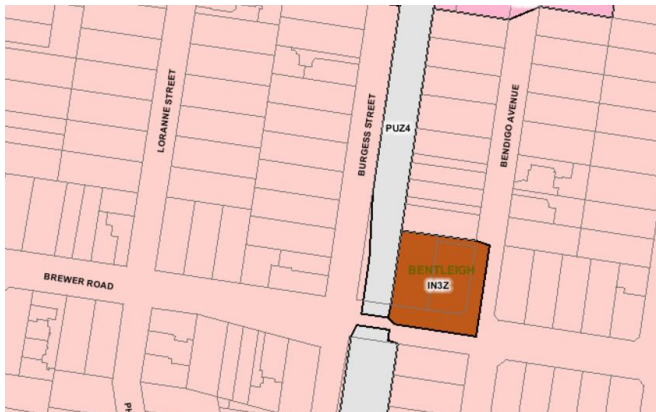 LORANNE STREET
BURGESS STREET
PUZ4
BENDIGO AVENUE
BENTLEIGH
IN3Z
BREWER ROAD